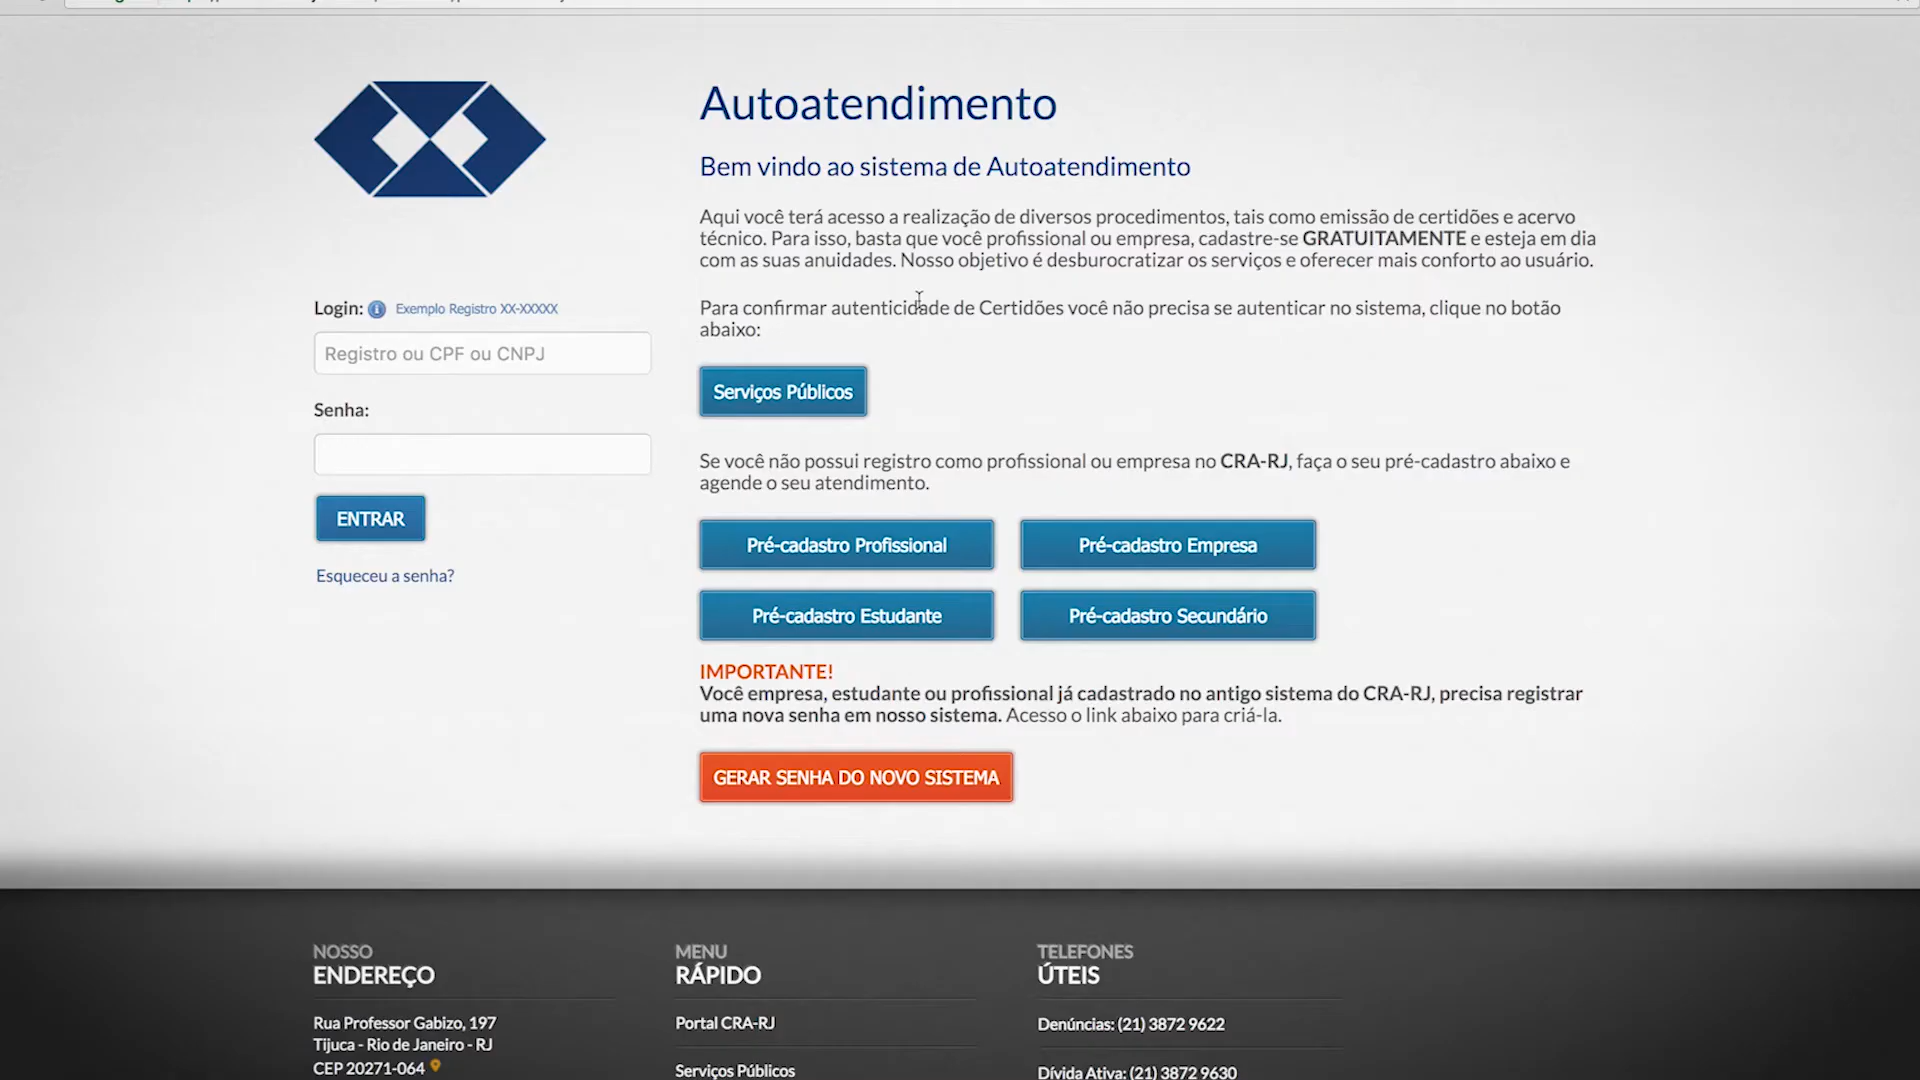 Autoatendimento
Bem vindo ao sistema de Autoatendimento
Aqui você terá acesso a realização de diversos procedimentos, tais como emissão de certidões e acervo
técnico. Para isso, basta que você profissional ou empresa, cadastre-se GRATUITAMENTE e esteja em dia
com as suas anuidades. Nosso objetivo é desburocratizar os serviços e oferecer mais conforto ao usuário.
Para confirmar autenticidade de Certidões você não precisa se autenticar no sistema, clique no botão
abaixo:
Serviços Públicos
Se você não possui registro como profissional ou empresa no CRA-RJ, faça o seu pré-cadastro abaixo e
agende o seu atendimento.
Pré-cadastro Profissional
Pré-cadastro Empresa
Pré-cadastro Estudante
Pré-cadastro Secundário
IMPORTANTE!
Você empresa, estudante ou profissional já cadastrado no antigo sistema do CRA-RJ, precisa registrar
uma nova senha em nosso sistema. Acesso o link abaixo para criá-la.
GERAR SENHA DO NOVO SISTEMA
Login: Exemplo Registro XX-XXXXX
Registro ou CPF ou CNPJ
Senha:
ENTRAR
Esqueceu a senha?
NOSSO
ENDEREÇO
Rua Professor Gabizo, 197
Tijuca - Rio de Janeiro - RJ
CEP 20271-064
MENU
RÁPIDO
Portal CRA-RJ
Serviços Públicos
TELEFONES
ÚTEIS
Denúncias: (21) 3872 9622
Dívida Ativa: (21) 3872 9630